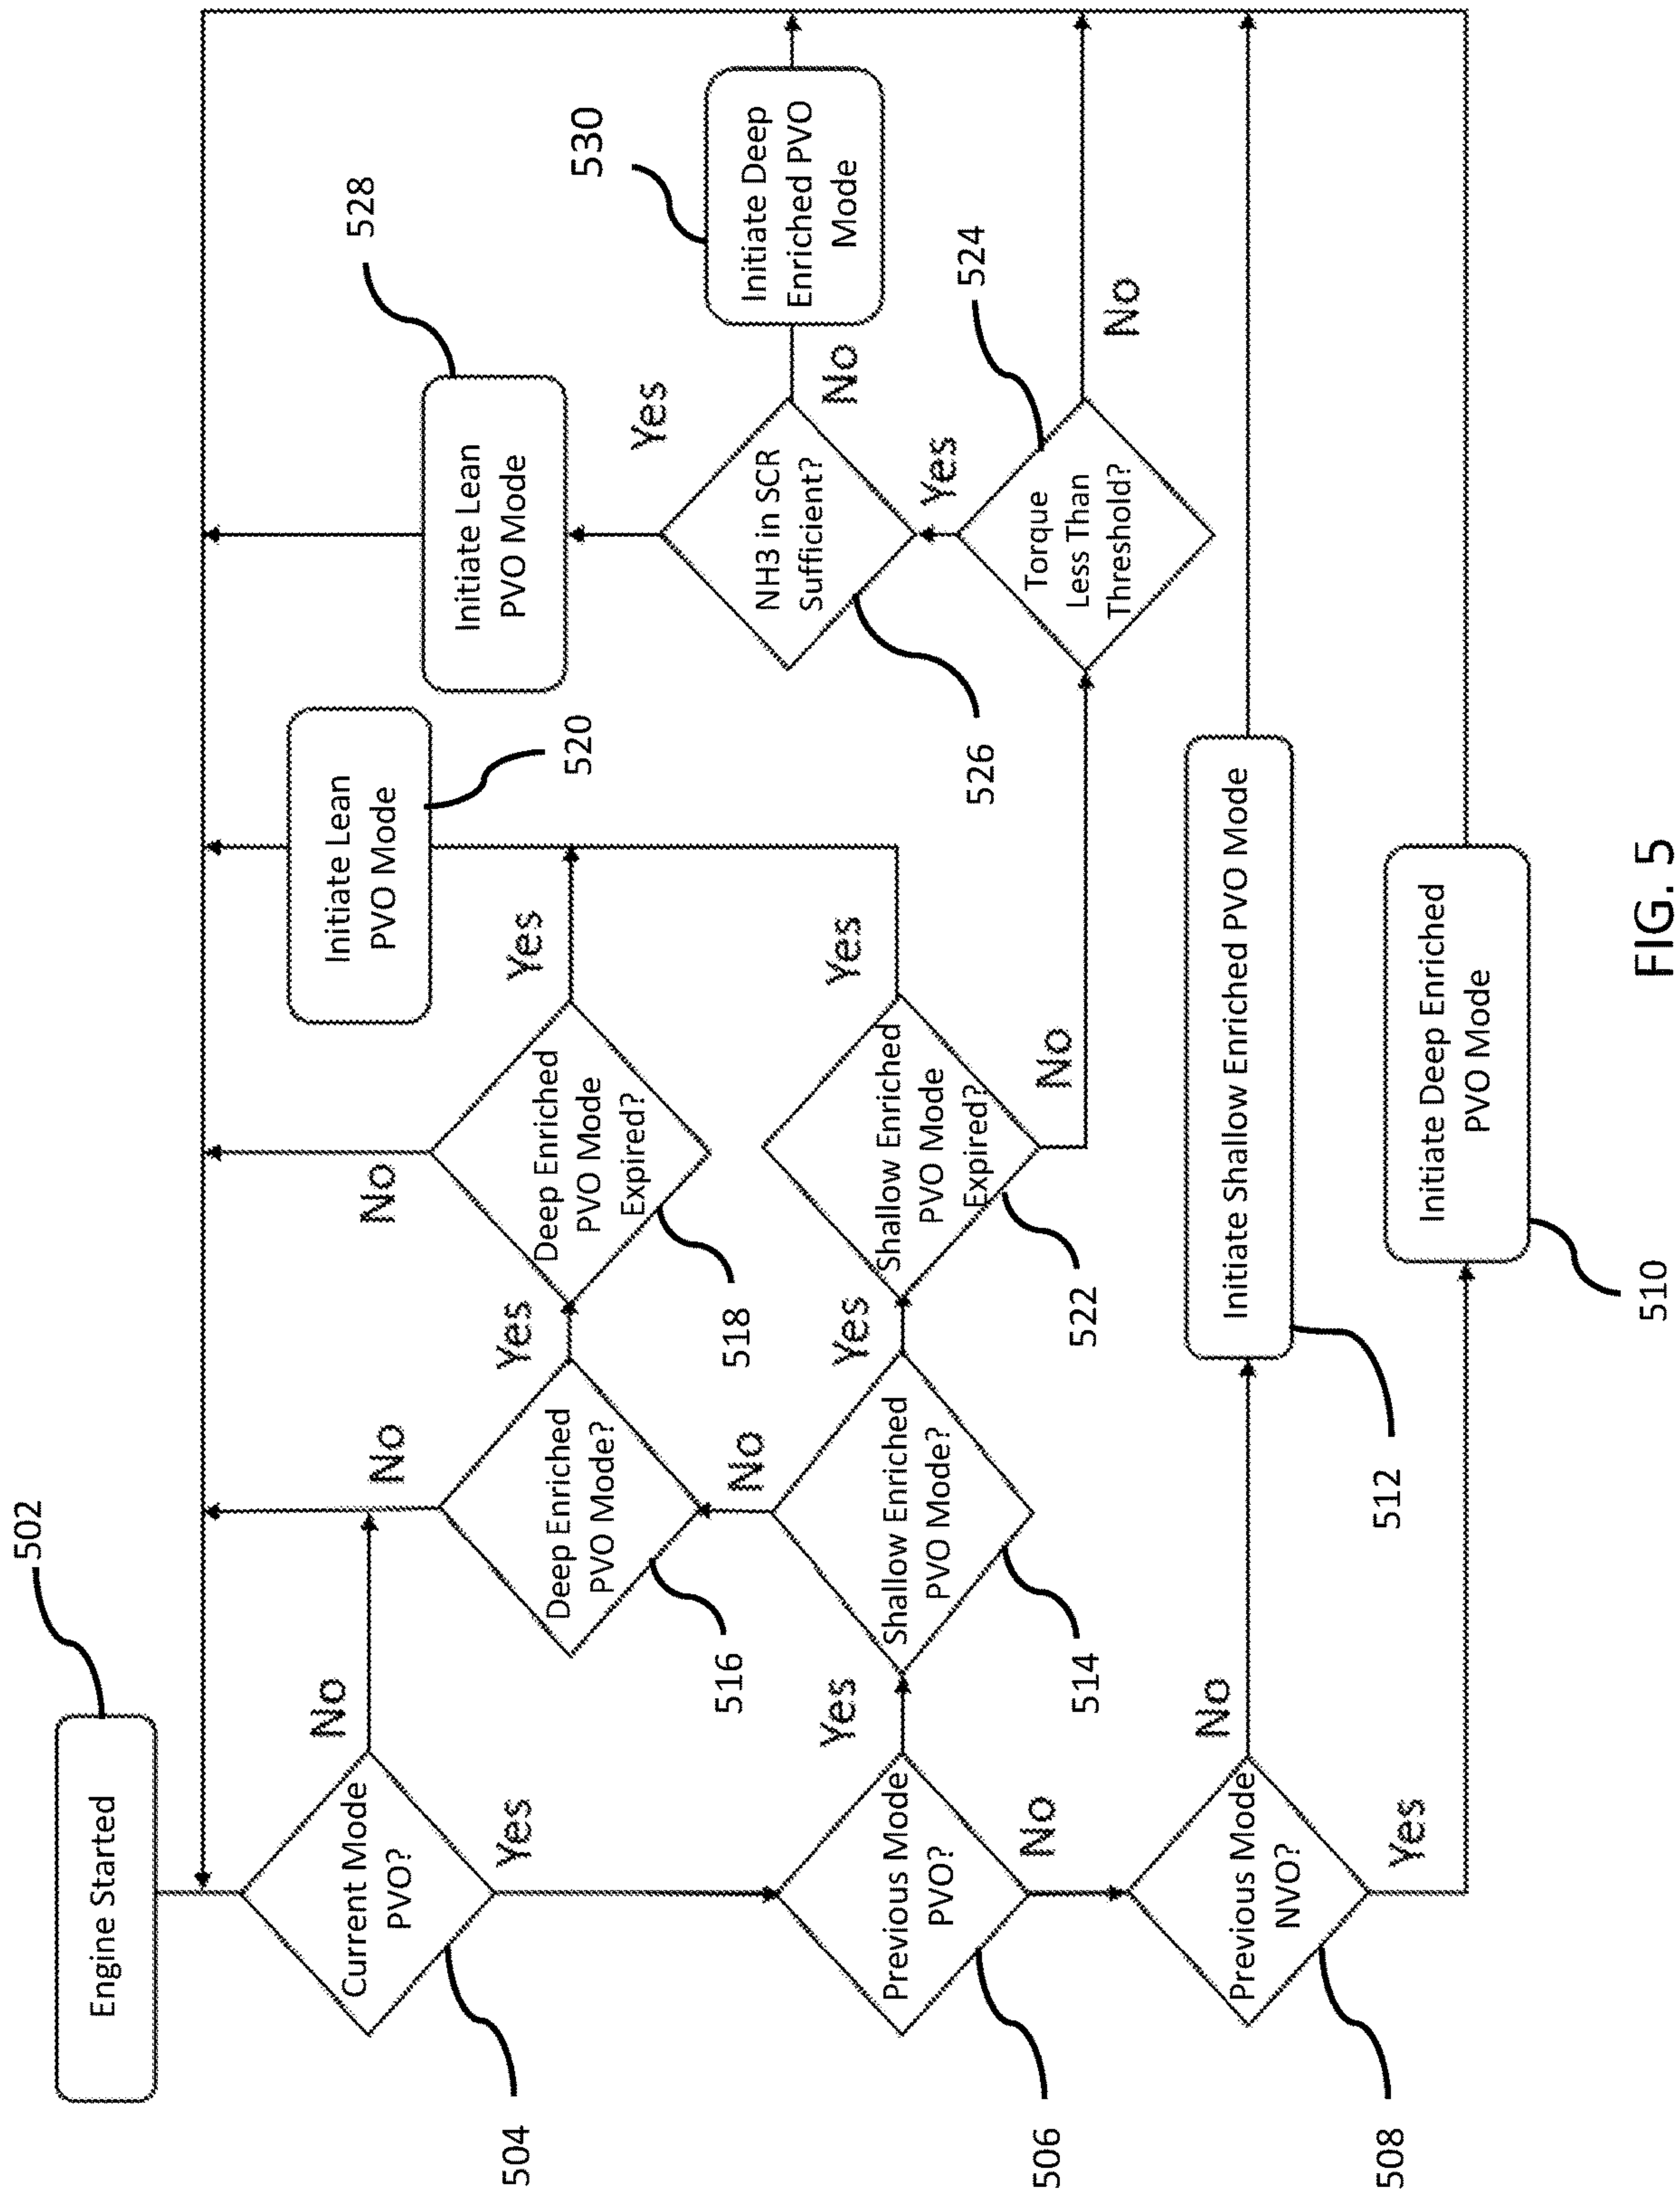 502
Engine Started
504
Current Mode
PVO?
No
Yes
506
Previous Mode
PVO?
Yes
No
508
Previous Mode
NVO?
No
Yes
514
Shallow Enriched
PVO Mode?
No
Yes
516
Deep Enriched
PVO Mode?
No
Yes
518
Deep Enriched
PVO Mode
Expired?
No
Yes
522
Shallow Enriched
PVO Mode
Expired?
Yes
No
520
Initiate Lean
PVO Mode
528
Initiate Lean
PVO Mode
Yes
526
NH3 in SCR
Sufficient?
No
530
Initiate Deep
Enriched PVO
Mode
Yes
524
Torque
Less Than
Threshold?
No
512
Initiate Shallow Enriched PVO Mode
510
Initiate Deep Enriched
PVO Mode
FIG. 5